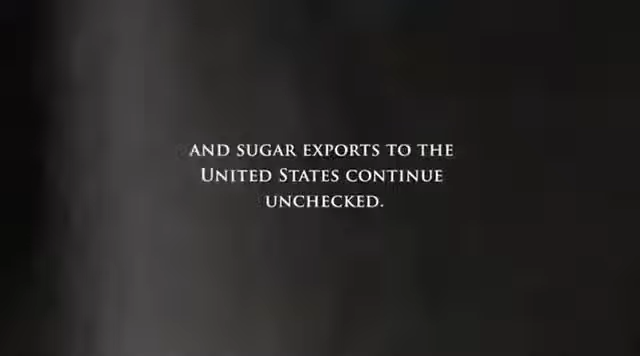 AND SUGAR EXPORTS TO THE
UNITED STATES CONTINUE
UNCHECKED.